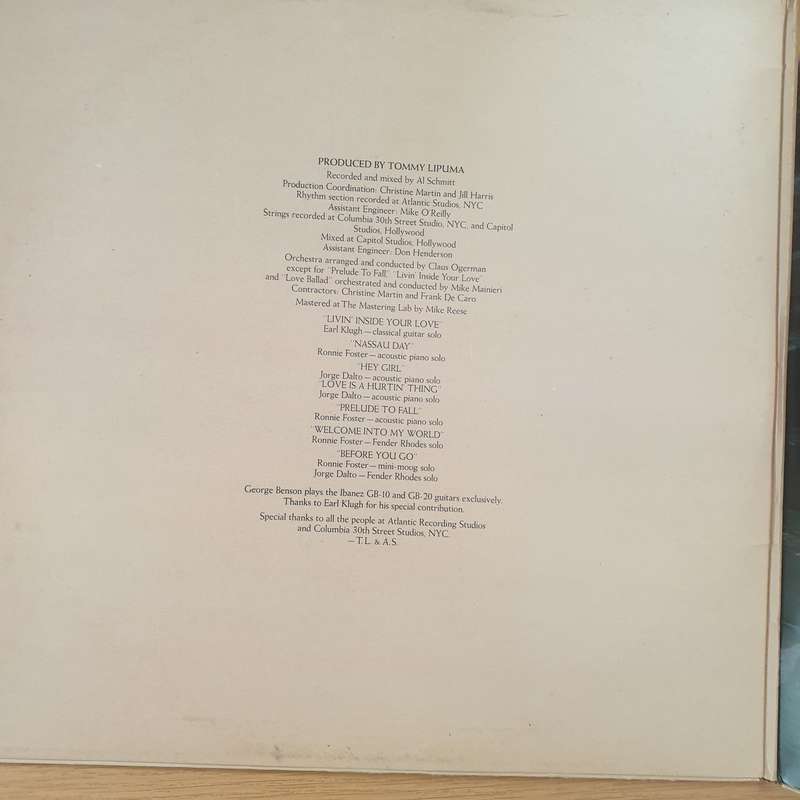 PRODUCED BY TOMMY LIPUMA
Recorded and mixed by Al Schmitt
Production Coordination: Christine Martin and Jill Harris
Rhythm section recorded at Atlantic Studios, NYC
Assistant Engineer: Mike O'Reilly
Strings recorded at Columbia 30th Street Studio, NYC, and Capitol
Studios, Hollywood
Mixed at Capitol Studios, Hollywood
Assistant Engineer: Don Henderson
Orchestra arranged and conducted by Claus Ogerman
except for "Prelude To Fall," "Livin' Inside Your Love"
and "Love Ballad" orchestrated and conducted by Mike Mainieri
Contractors: Christine Martin and Frank De Caro
Mastered at The Mastering Lab by Mike Reese
"LIVIN' INSIDE YOUR LOVE"
Earl Klugh—classical guitar solo
"NASSAU DAY"
Ronnie Foster—acoustic piano solo
"HEY GIRL"
Jorge Dalto—acoustic piano solo
"LOVE IS A HURTIN' THING"
Jorge Dalto—acoustic piano solo
"PRELUDE TO FALL"
Ronnie Foster—acoustic piano solo
"WELCOME INTO MY WORLD"
Ronnie Foster—Fender Rhodes solo
"BEFORE YOU GO"
Ronnie Foster—mini-moog solo
Jorge Dalto—Fender Rhodes solo
George Benson plays the Ibanez GB-10 and GB-20 guitars exclusively.
Thanks to Earl Klugh for his special contribution.
Special thanks to all the people at Atlantic Recording Studios
and Columbia 30th Street Studios, NYC.
—T.L. & A.S.